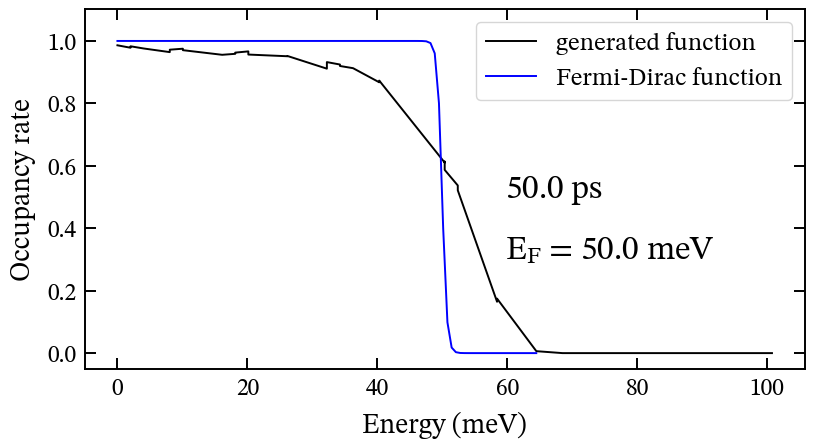 generated function
Fermi-Dirac function
50.0 ps
E_F = 50.0 meV
Occupancy rate
1.0
0.8
0.6
0.4
0.2
0.0
0 20 40 60 80 100
Energy (meV)